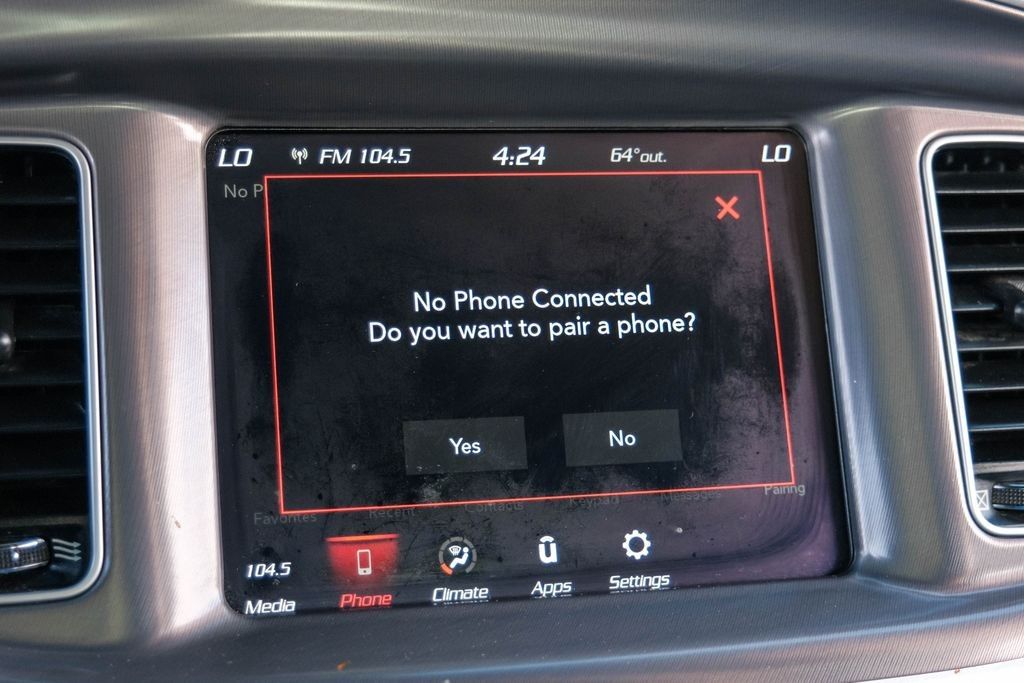 LO FM 104.5 4:24 64°out. LO
No P
No Phone Connected
Do you want to pair a phone?
Yes No
Pairing
Favorites Recent Contacts Keypad Messages
104.5
Media Phone Climate Apps Settings